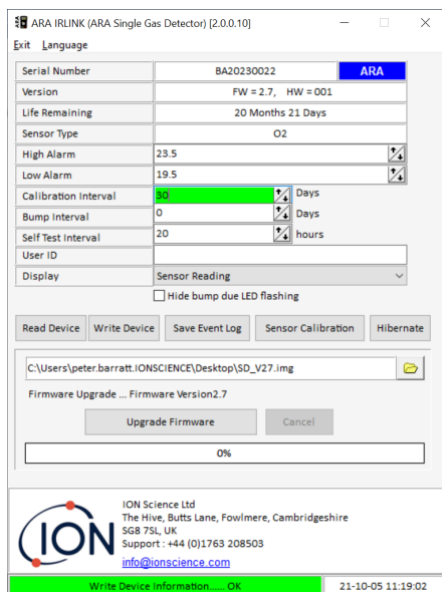 ARA IRLINK (ARA Single Gas Detector) [2.0.0.10]
Exit Language
Serial Number BA20230022 ARA
Version FW = 2.7, HW = 001
Life Remaining 20 Months 21 Days
Sensor Type O2
High Alarm 23.5
Low Alarm 19.5
Calibration Interval 30 Days
Bump Interval 0 Days
Self Test Interval 20 hours
User ID
Display Sensor Reading
Hide bump due LED flashing
Read Device Write Device Save Event Log Sensor Calibration Hibernate
C:\Users\peter.barratt.IONSCIENCE\Desktop\SD_V27.img
Firmware Upgrade ... Firmware Version2.7
Upgrade Firmware Cancel
0%
ION
ION Science Ltd
The Hive, Butts Lane, Fowlmere, Cambridgeshire
SG8 7SL, UK
Support : +44 (0)1763 208503
info@ionscience.com
Write Device Information...... OK 21-10-05 11:19:02